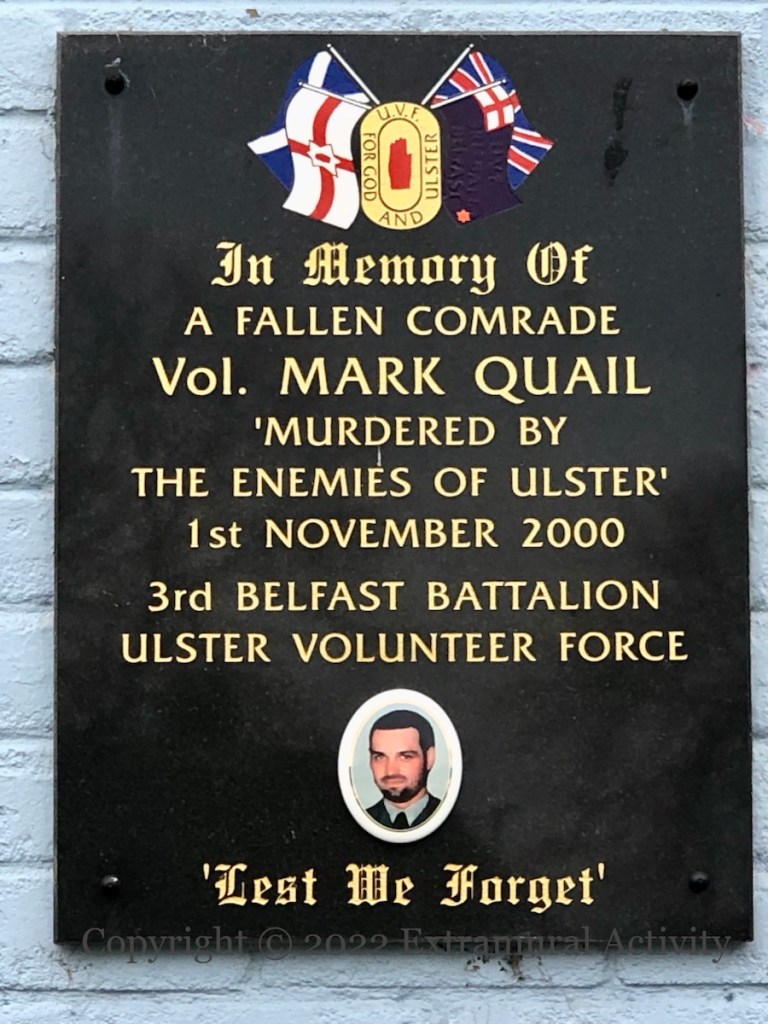 U.V.F.
FOR GOD
AND
ULSTER
In Memory Of
A FALLEN COMRADE
Vol. MARK QUAIL
'MURDERED BY
THE ENEMIES OF ULSTER'
1st NOVEMBER 2000
3rd BELFAST BATTALION
ULSTER VOLUNTEER FORCE
'Lest We Forget'
Copyright © 2022 Extramural Activity